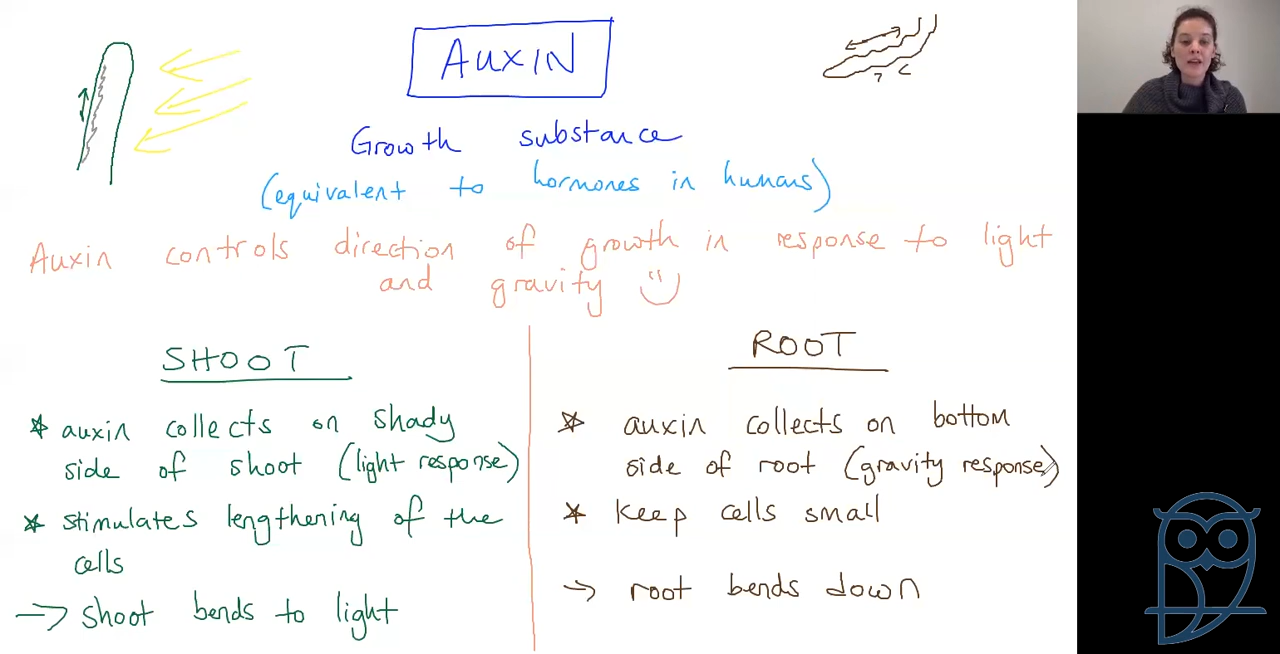 AUXIN
Growth substance
(equivalent to hormones in humans)
Auxin controls direction of growth in response to light
and gravity
SHOOT
* auxin collects on shady
side of shoot (light response)
* stimulates lengthening of the
cells
→ shoot bends to light
ROOT
* auxin collects on bottom
side of root (gravity response)
* keep cells small
→ root bends down